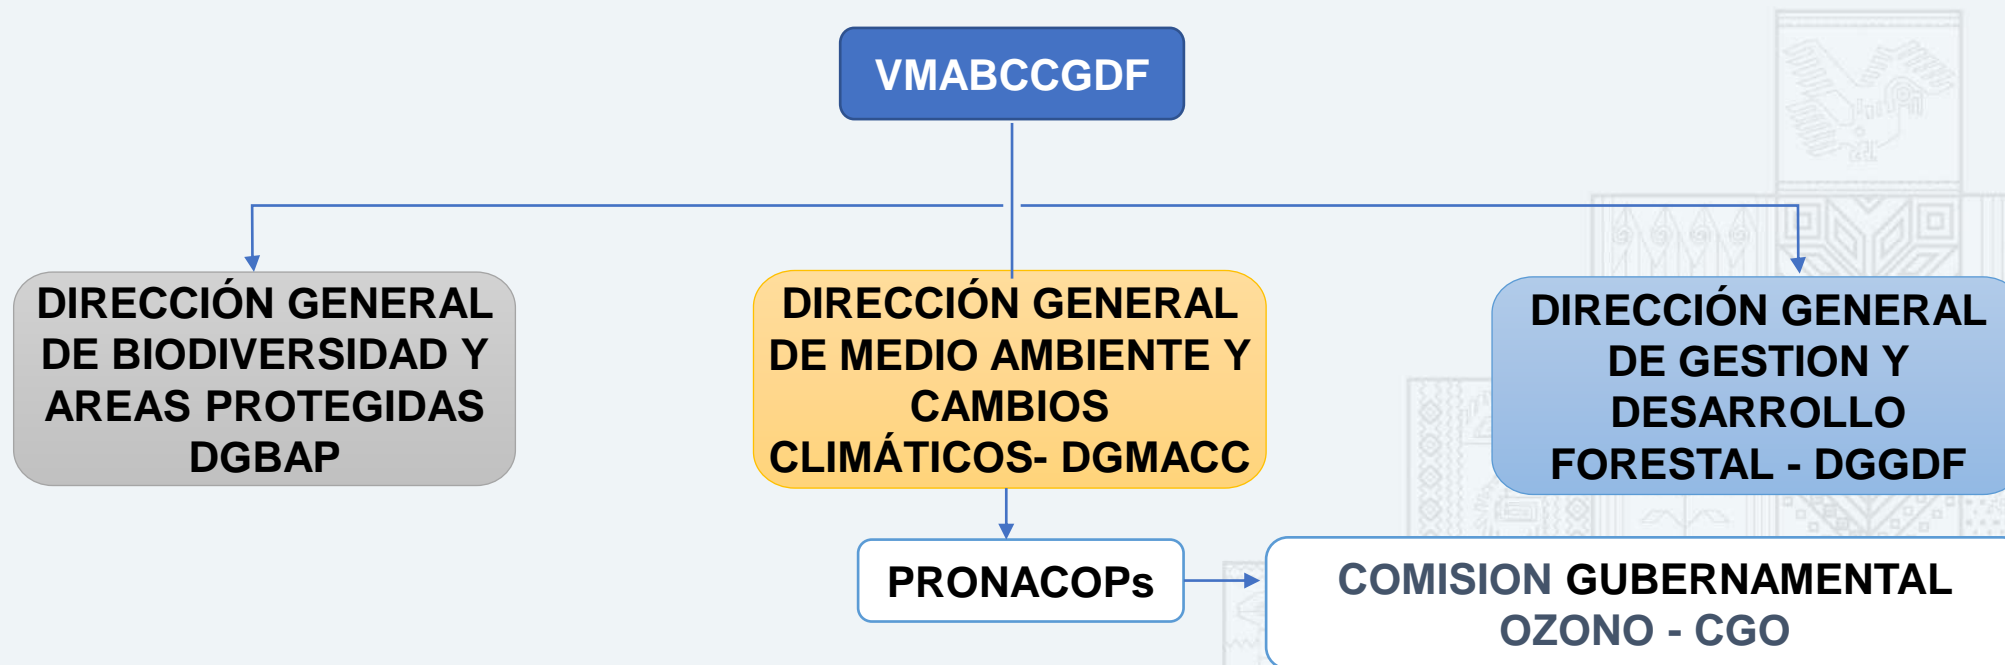 VMABCCGDF
DIRECCIÓN GENERAL
DE BIODIVERSIDAD Y
AREAS PROTEGIDAS
DGBAP
DIRECCIÓN GENERAL
DE MEDIO AMBIENTE Y
CAMBIOS
CLIMÁTICOS- DGMACC
DIRECCIÓN GENERAL
DE GESTION Y
DESARROLLO
FORESTAL - DGGDF
PRONACOPs
COMISION GUBERNAMENTAL
OZONO - CGO